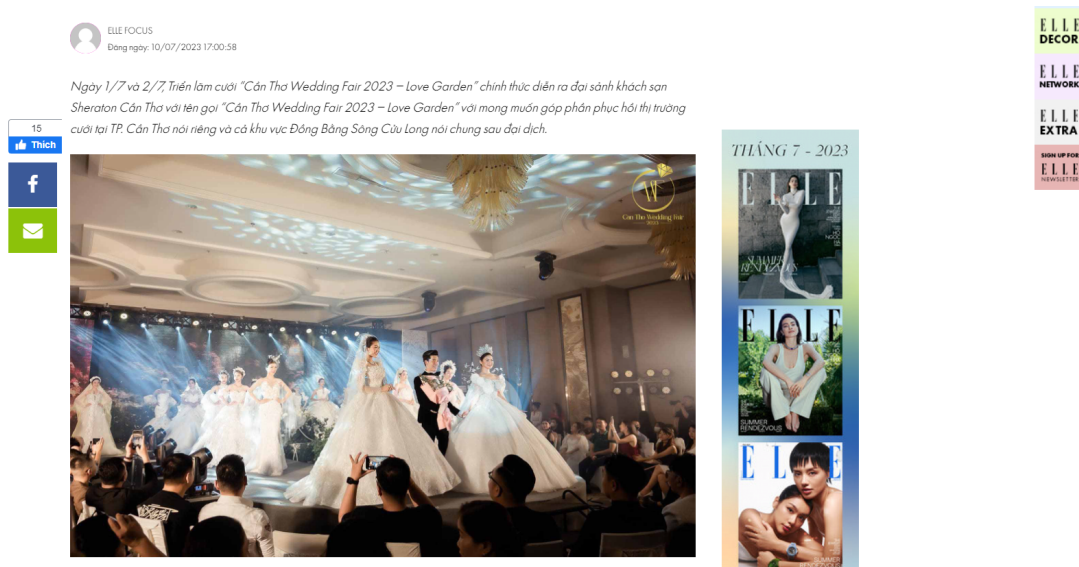 ELLE FOCUS
Đăng ngày: 10/07/2023 17:00:58
Ngày 1/7 và 2/7, Triển lãm cưới “Cần Thơ Wedding Fair 2023 – Love Garden” chính thức diễn ra đại sảnh khách sạn
Sheraton Cần Thơ với tên gọi “Cần Thơ Wedding Fair 2023 – Love Garden” với mong muốn góp phần phục hồi thị trường
cưới tại TP. Cần Thơ nói riêng và cả khu vực Đồng Bằng Sông Cửu Long nói chung sau đại dịch.
15
Thích
Can Tho Wedding Fair
2023
THÁNG 7 - 2023
ELLE
SUMMER
RENDEZVOUS
ELLE
SUMMER
RENDEZVOUS
ELLE
SUMMER
RENDEZVOUS
ELLE
DECOR
ELLE
NETWORK
ELLE
EXTRA
SIGN UP FOR
ELLE
NEWSLETTER